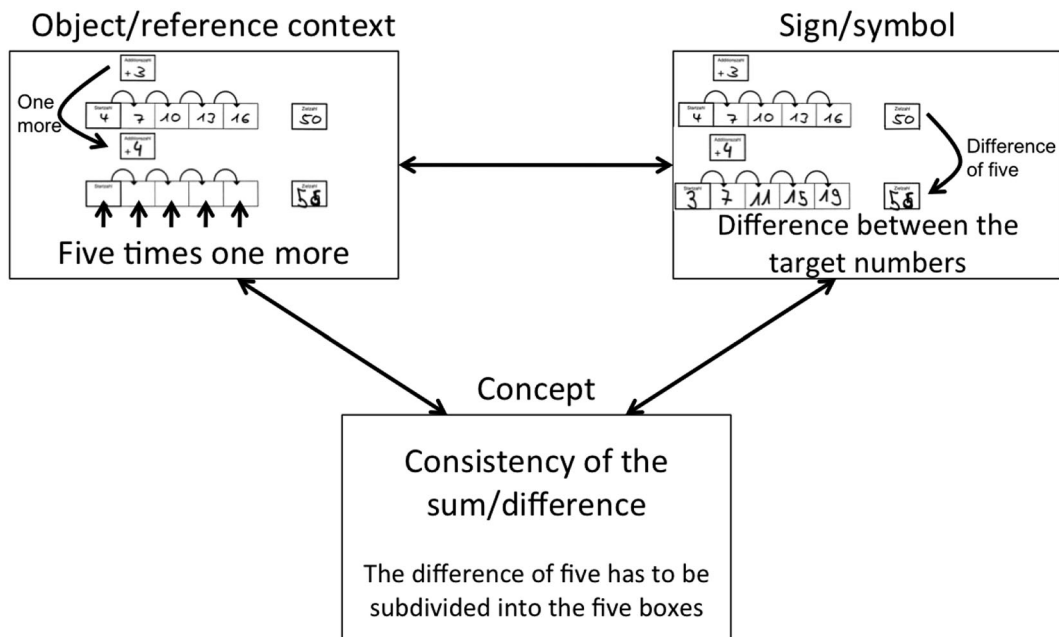 Object/reference context
Additionszahl
+3
One
more
Startzahl
4 7 10 13 16
Zielzahl
50
Additionszahl
+4
Startzahl
Zielzahl
55
Five times one more
Sign/symbol
Additionszahl
+3
Startzahl
4 7 10 13 16
Zielzahl
50
Additionszahl
+4
Difference
of five
Startzahl
3 7 11 15 19
Zielzahl
55
Difference between the
target numbers
Concept
Consistency of the
sum/difference
The difference of five has to be
subdivided into the five boxes